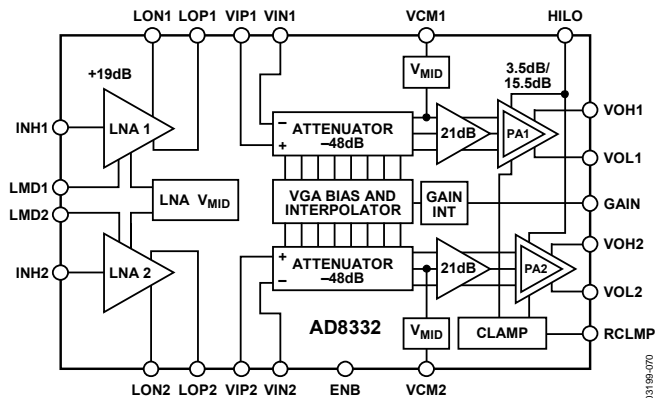 LON1 LOP1 VIP1 VIN1 VCM1 HILO
+19dB
VMID
3.5dB/
15.5dB
INH1
LNA 1
–
+
ATTENUATOR
–48dB
21dB
PA1
VOH1
VOL1
LMD1
LMD2
LNA VMID
VGA BIAS AND
INTERPOLATOR
GAIN
INT
GAIN
INH2
LNA 2
+
–
ATTENUATOR
–48dB
21dB
PA2
VOH2
VOL2
AD8332
VMID
CLAMP
RCLMP
LON2 LOP2 VIP2 VIN2 ENB VCM2
03199-070